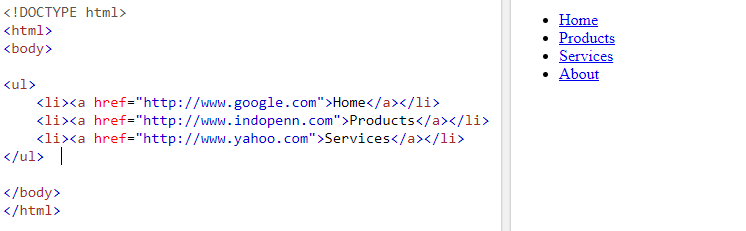 <!DOCTYPE html>
<html>
<body>
<ul>
<li><a href="http://www.google.com">Home</a></li>
<li><a href="http://www.indopenn.com">Products</a></li>
<li><a href="http://www.yahoo.com">Services</a></li>
</ul>
</body>
</html>
Home
Products
Services
About